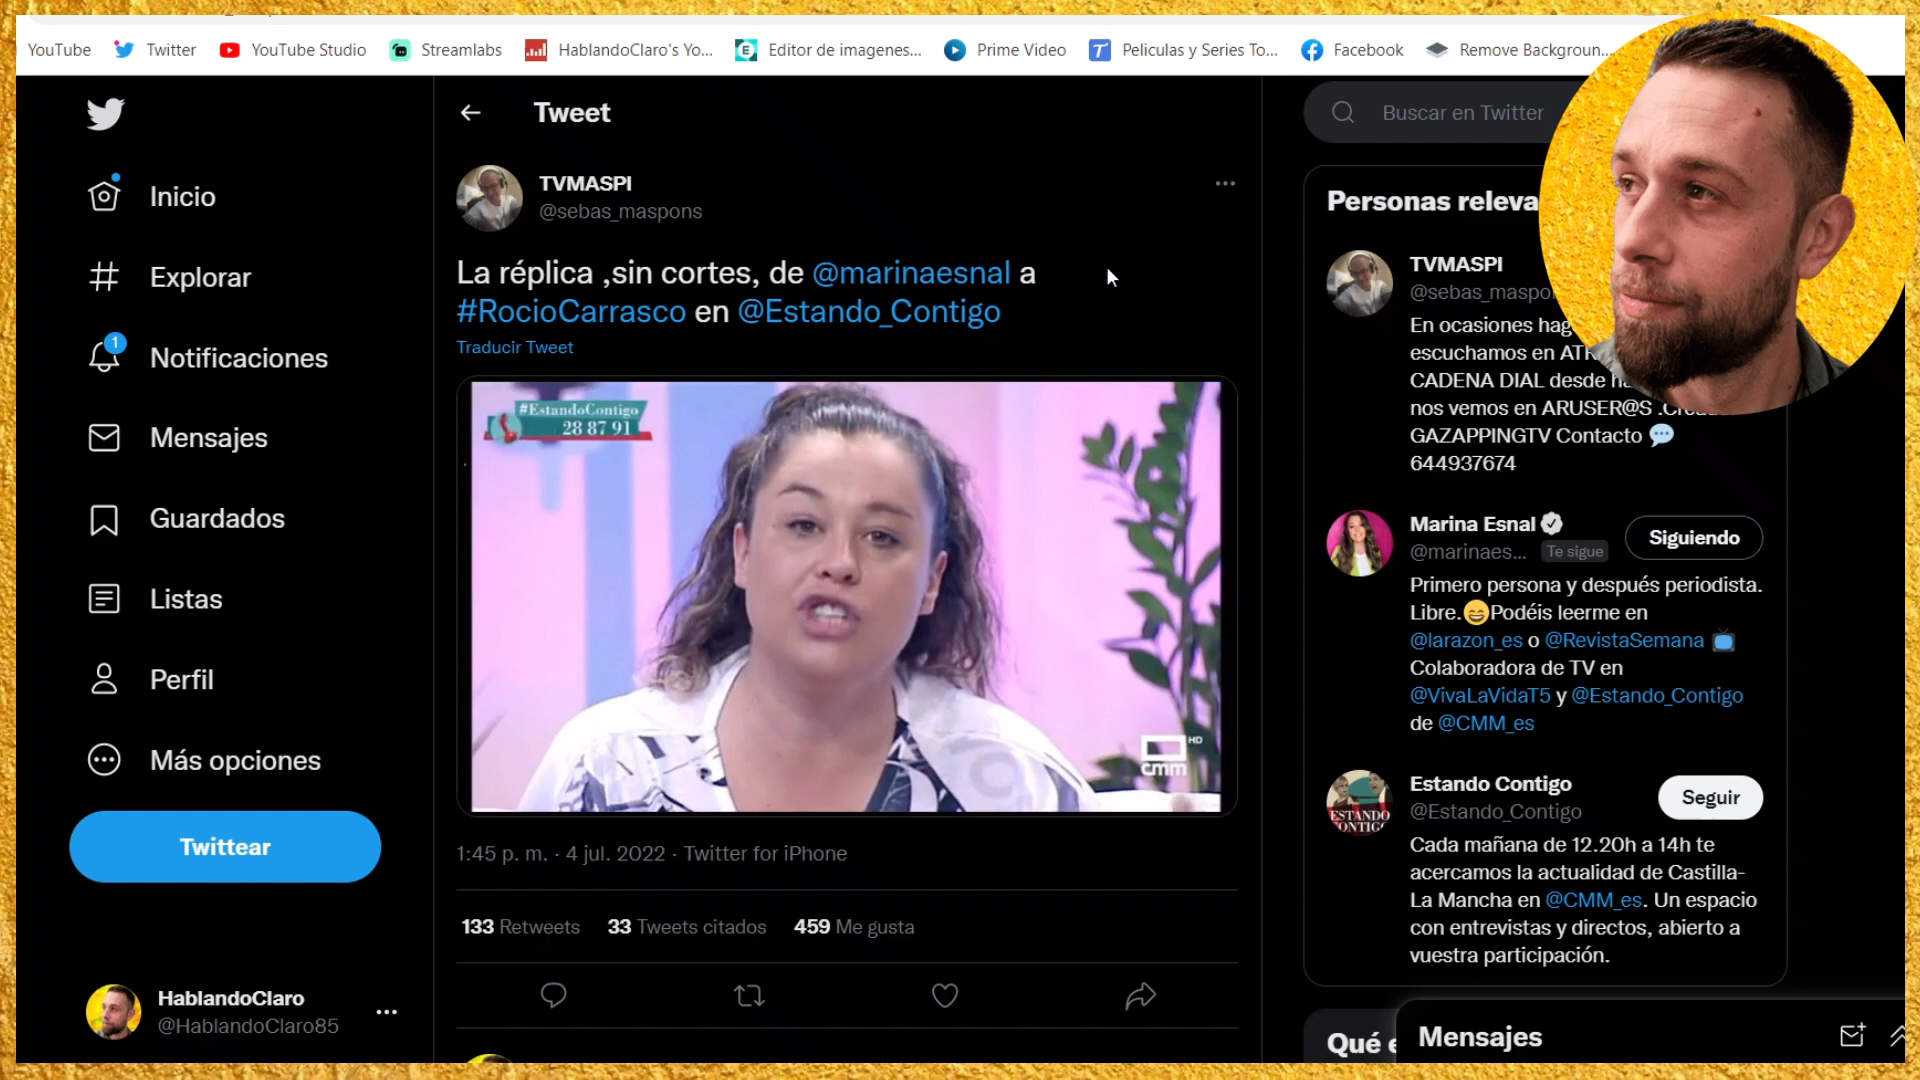 YouTube
Twitter
YouTube Studio
Streamlabs
HablandoClaro's Yo...
Editor de imagenes...
Prime Video
Peliculas y Series To...
Facebook
Remove Backgroun...
Tweet
Buscar en Twitter
Inicio
Explorar
1
Notificaciones
Mensajes
Guardados
Listas
Perfil
Más opciones
Twittear
HablandoClaro
@HablandoClaro85
TVMASPI
@sebas_maspons
La réplica ,sin cortes, de @marinaesnal a
#RocioCarrasco en @Estando_Contigo
Traducir Tweet
#EstandoContigo
28 87 91
HD
cmm
1:45 p. m. · 4 jul. 2022 · Twitter for iPhone
133 Retweets 33 Tweets citados 459 Me gusta
Personas releva
TVMASPI
@sebas_maspo
En ocasiones hag
escuchamos en
CADENA DIAL desde
nos vemos en ARUSER@S
GAZAPPINGTV Contacto
644937674
Marina Esnal
@marinaes... Te sigue
Siguiendo
Primero persona y después periodista.
Libre. Podéis leerme en
@larazon_es o @RevistaSemana
Colaboradora de TV en
@VivaLaVidaT5 y @Estando_Contigo
de @CMM_es
ESTANDO
Estando Contigo
@Estando_Contigo
Seguir
Cada mañana de 12.20h a 14h te
acercamos la actualidad de Castilla-
La Mancha en @CMM_es. Un espacio
con entrevistas y directos, abierto a
vuestra participación.
Qué
Mensajes